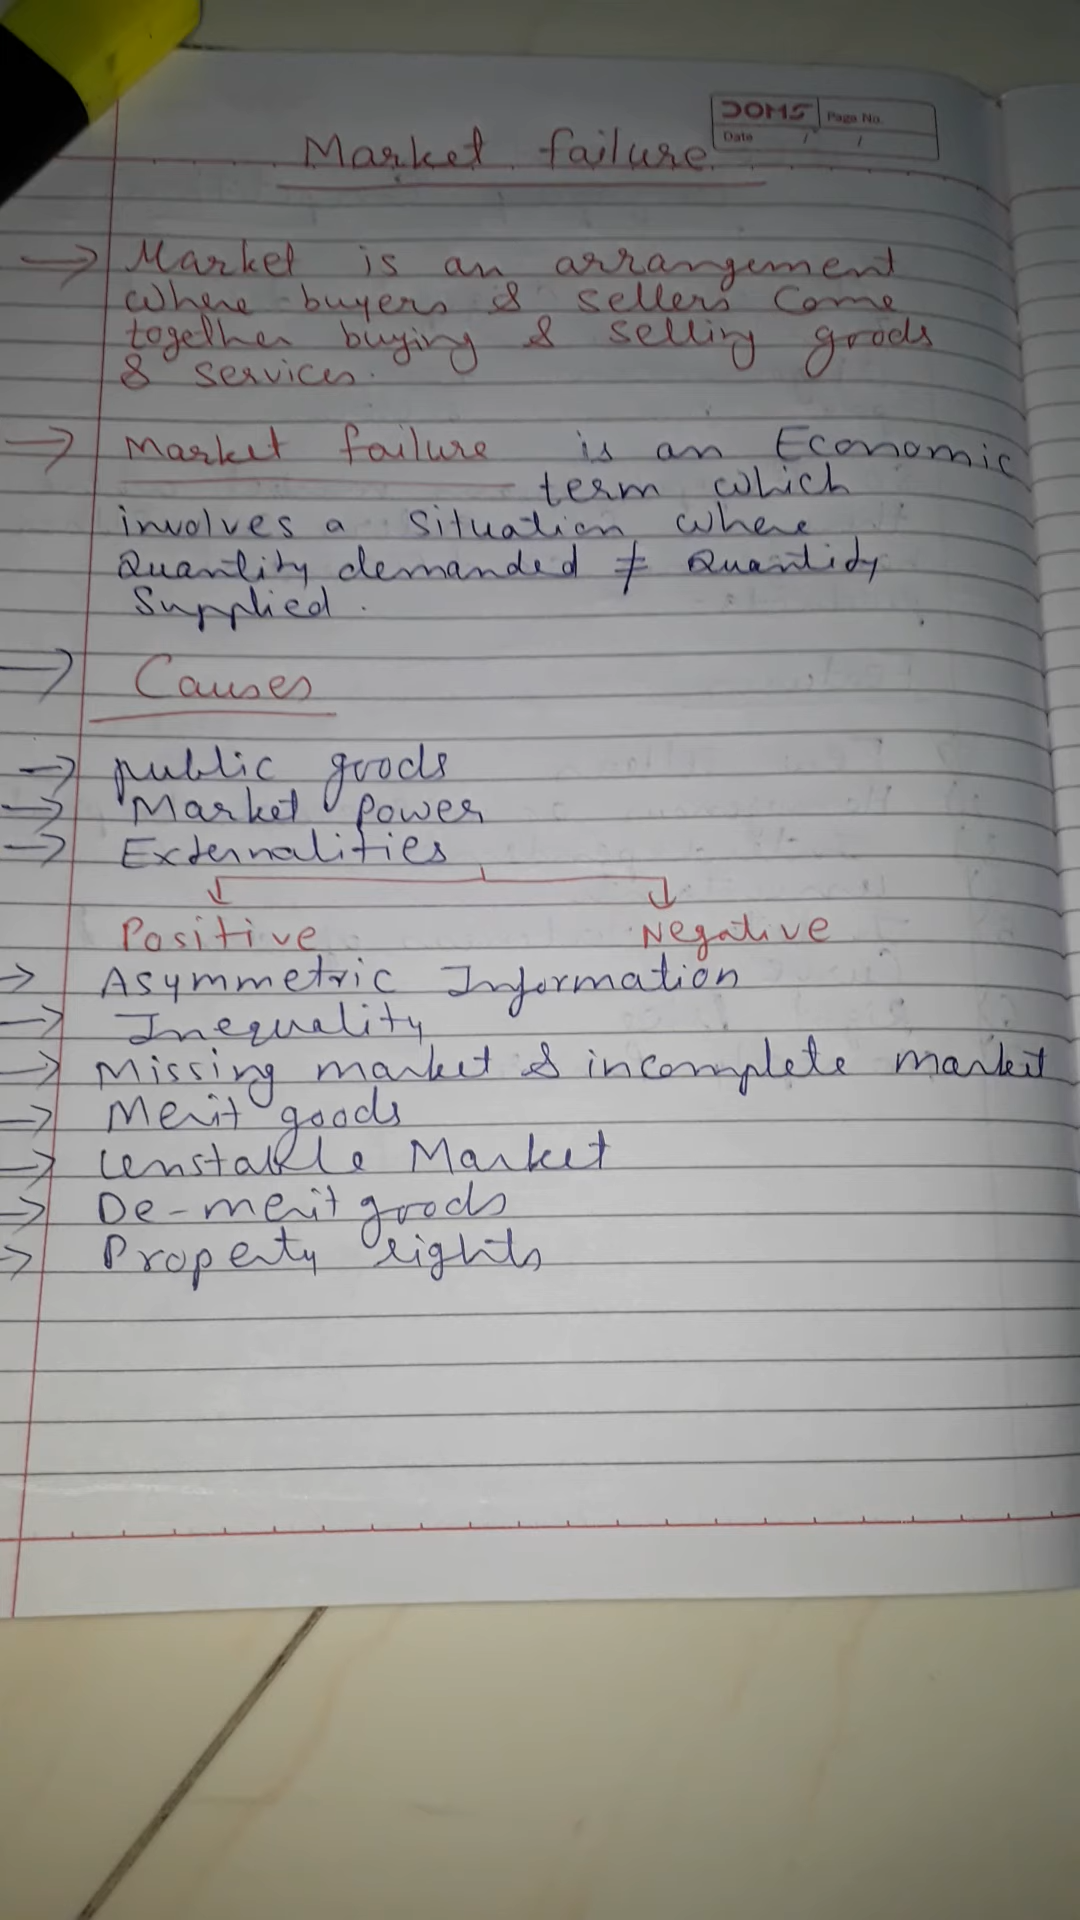 DOMS Page No.
Date / /
Market failure
→ Market is an arrangement
where buyers & sellers Come
together buying & selling goods
& services.
→ Market failure is an Economic
term which
involves a situation where
Quantity demanded ≠ Quantity
Supplied.
→ Causes
→ public goods
→ Market Power
→ Externalities
Positive Negative
→ Asymmetric Information
→ Inequality
→ Missing market & incomplete market
→ Merit goods
→ Unstable Market
→ De-merit goods
→ Property rights